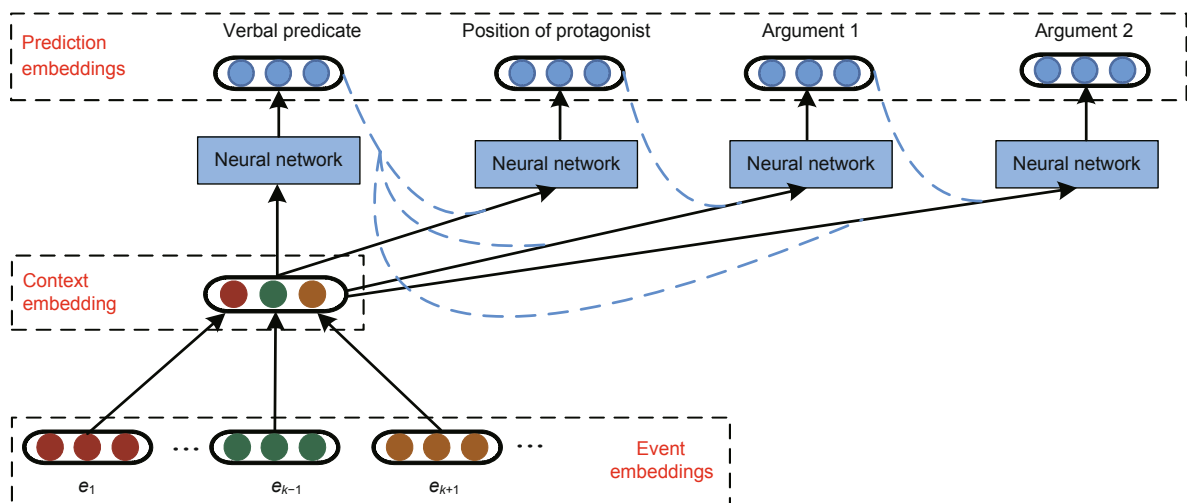 Prediction
embeddings
Verbal predicate
Position of protagonist
Argument 1
Argument 2
Neural network
Neural network
Neural network
Neural network
Context
embedding
...
...
Event
embeddings
e1
ek−1
ek+1